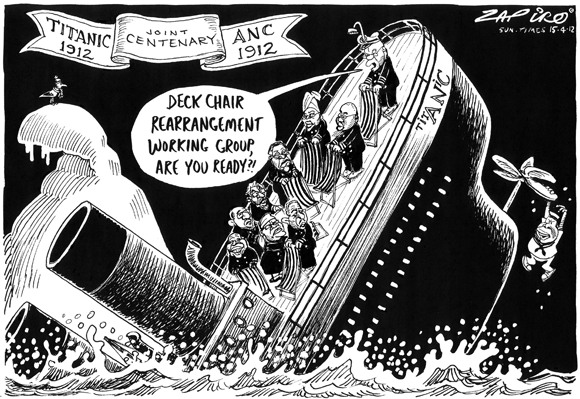 TITANIC
1912
JOINT
CENTENARY
ANC
1912
ZAPIRO
SUN. TIMES 15-4-12
DECK CHAIR
REARRANGEMENT
WORKING GROUP,
ARE YOU READY?!
TITANC